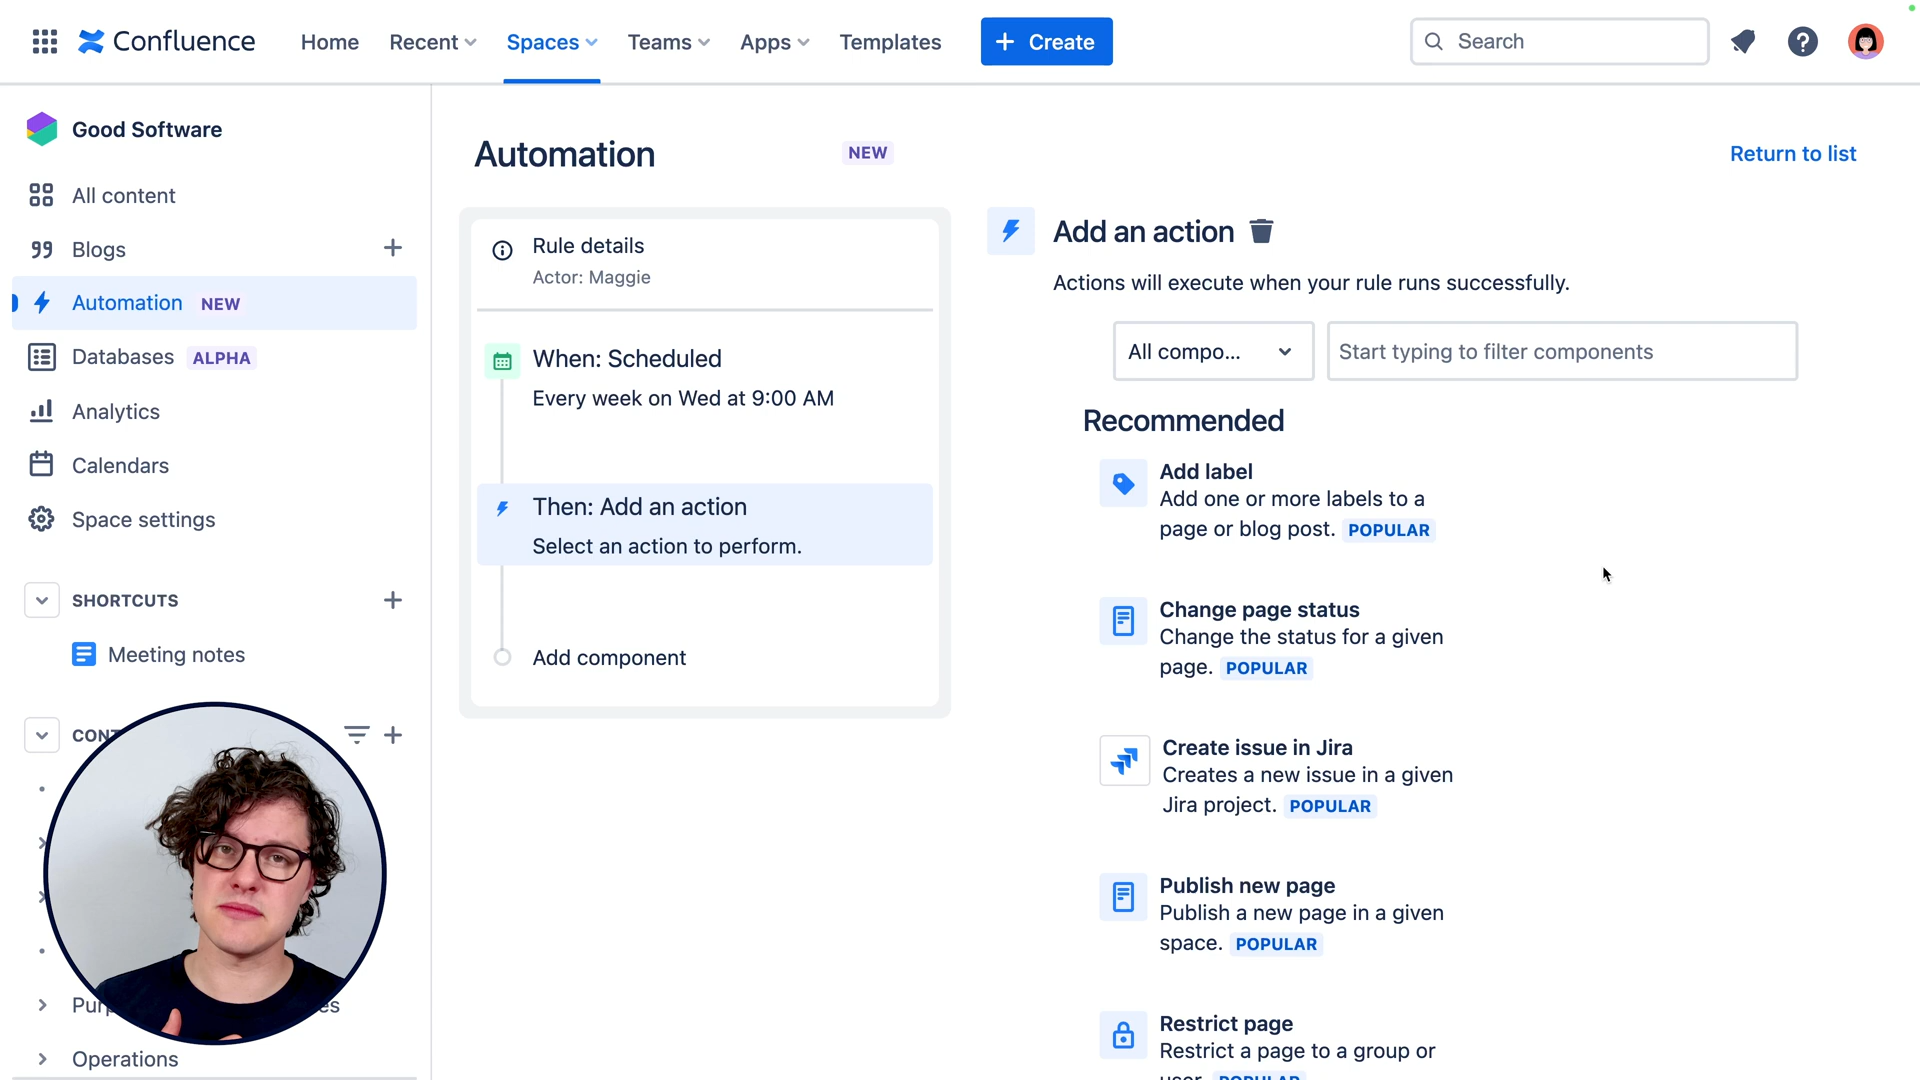 Confluence
Home
Recent
Spaces
Teams
Apps
Templates
+ Create
Search
Good Software
All content
Blogs
Automation NEW
Databases ALPHA
Analytics
Calendars
Space settings
SHORTCUTS
Meeting notes
Operations
Automation
NEW
Return to list
Rule details
Actor: Maggie
When: Scheduled
Every week on Wed at 9:00 AM
Then: Add an action
Select an action to perform.
Add component
Add an action
Actions will execute when your rule runs successfully.
All compo...
Start typing to filter components
Recommended
Add label
Add one or more labels to a
page or blog post. POPULAR
Change page status
Change the status for a given
page. POPULAR
Create issue in Jira
Creates a new issue in a given
Jira project. POPULAR
Publish new page
Publish a new page in a given
space. POPULAR
Restrict page
Restrict a page to a group or
user. POPULAR